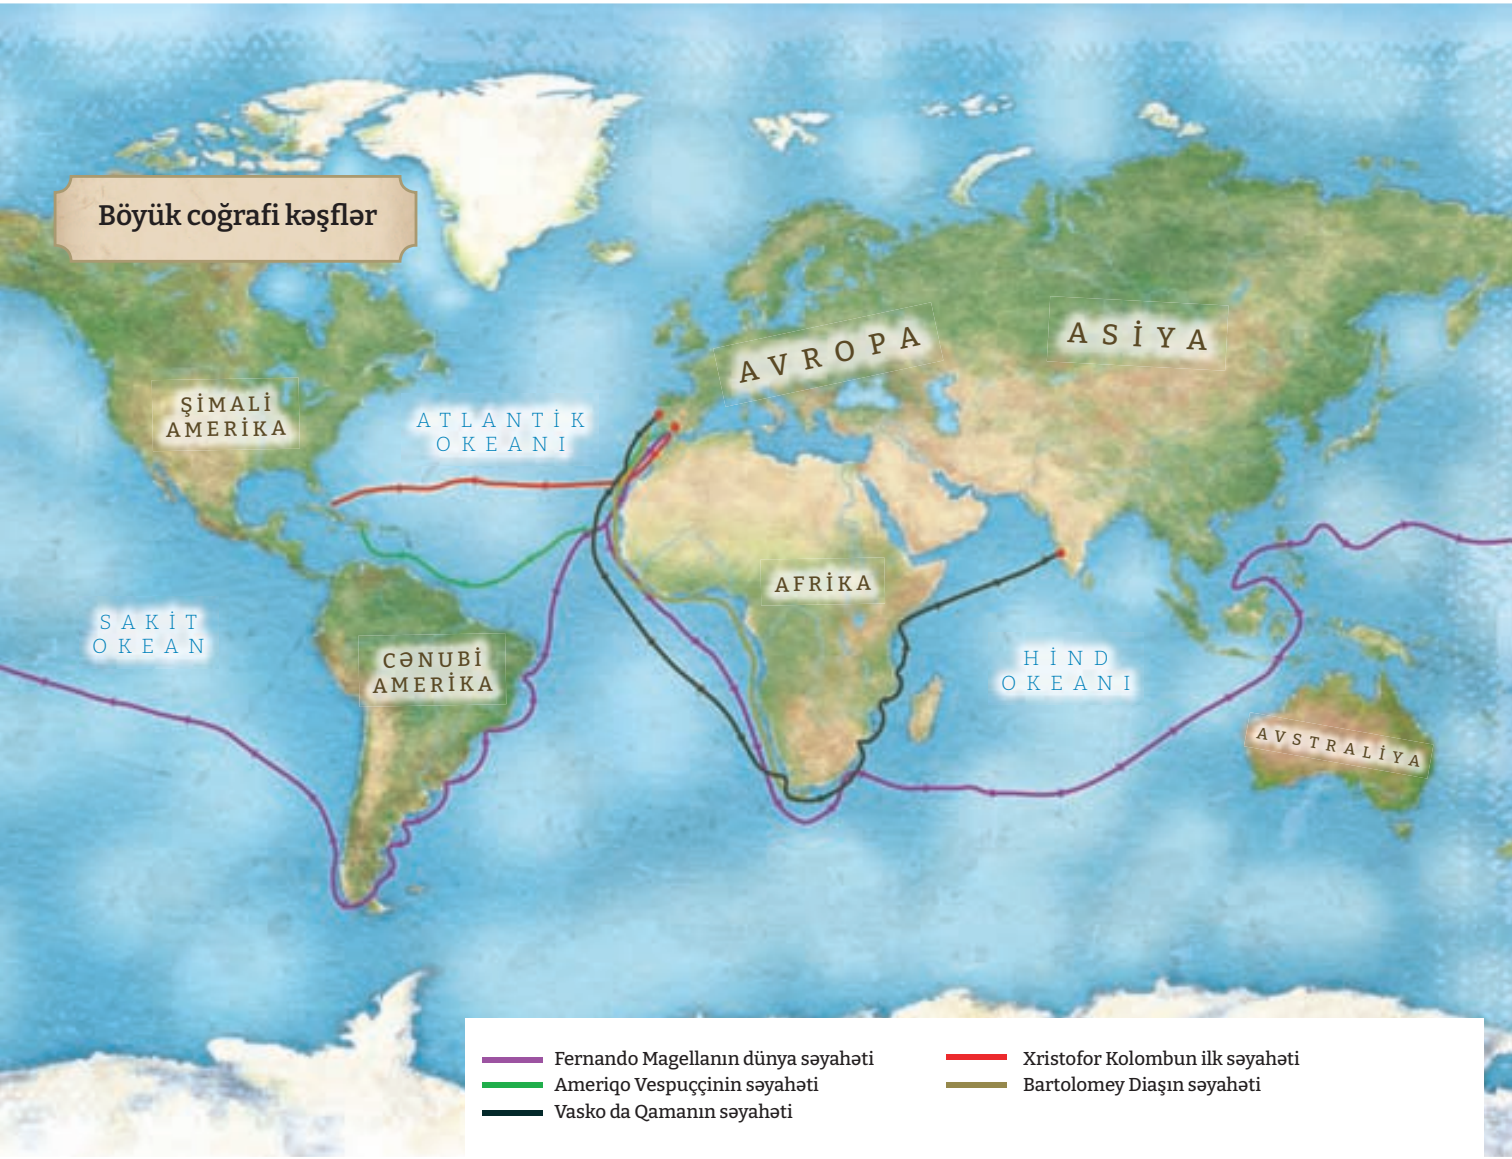 Böyük coğrafi kəşflər
AVROPA
ASİYA
ŞİMALİ
AMERİKA
ATLANTİK
OKEANI
AFRİKA
SAKİT
OKEAN
CƏNUBİ
AMERİKA
HİND
OKEANI
AVSTRALİYA
Fernando Magellanın dünya səyahəti
Ameriqo Vespuççinin səyahəti
Vasko da Qamanın səyahəti
Xristofor Kolombun ilk səyahəti
Bartolomey Diaşın səyahəti